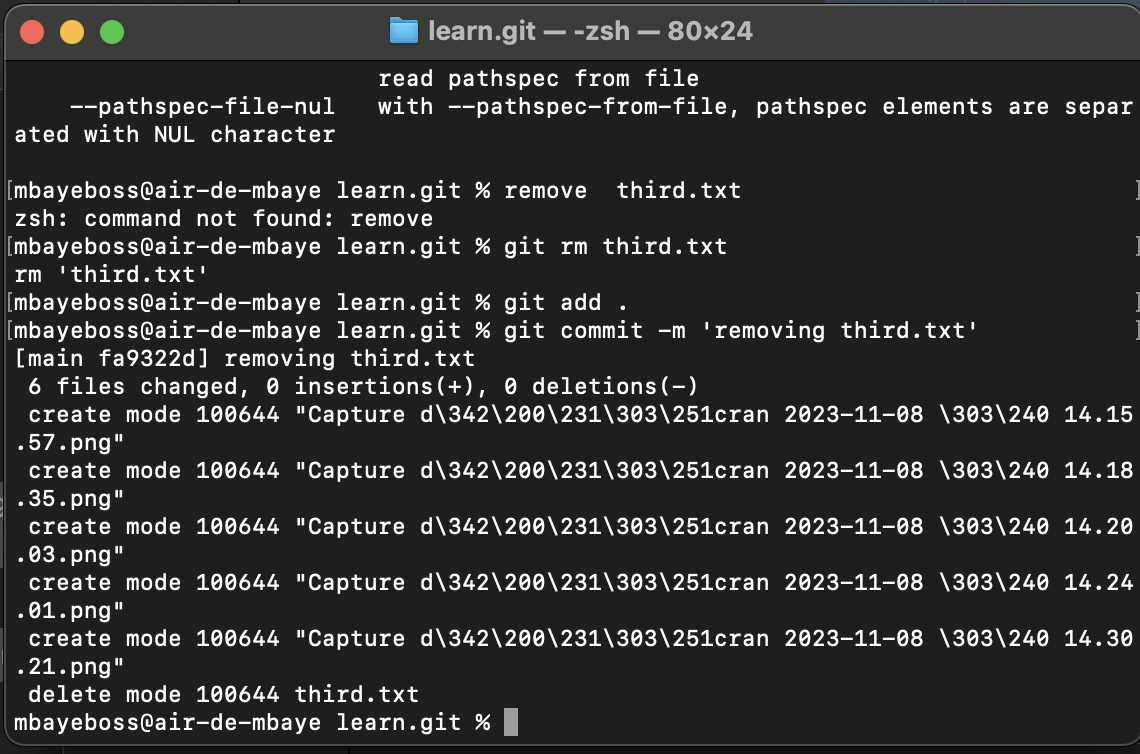 learn.git — -zsh — 80×24
read pathspec from file
--pathspec-file-nul   with --pathspec-from-file, pathspec elements are separ
ated with NUL character
[mbayeboss@air-de-mbaye learn.git % remove  third.txt ]
zsh: command not found: remove
[mbayeboss@air-de-mbaye learn.git % git rm third.txt ]
rm 'third.txt'
[mbayeboss@air-de-mbaye learn.git % git add . ]
[mbayeboss@air-de-mbaye learn.git % git commit -m 'removing third.txt' ]
[main fa9322d] removing third.txt
6 files changed, 0 insertions(+), 0 deletions(-)
create mode 100644 "Capture d\342\200\231\303\251cran 2023-11-08 \303\240 14.15
.57.png"
create mode 100644 "Capture d\342\200\231\303\251cran 2023-11-08 \303\240 14.18
.35.png"
create mode 100644 "Capture d\342\200\231\303\251cran 2023-11-08 \303\240 14.20
.03.png"
create mode 100644 "Capture d\342\200\231\303\251cran 2023-11-08 \303\240 14.24
.01.png"
create mode 100644 "Capture d\342\200\231\303\251cran 2023-11-08 \303\240 14.30
.21.png"
delete mode 100644 third.txt
mbayeboss@air-de-mbaye learn.git %